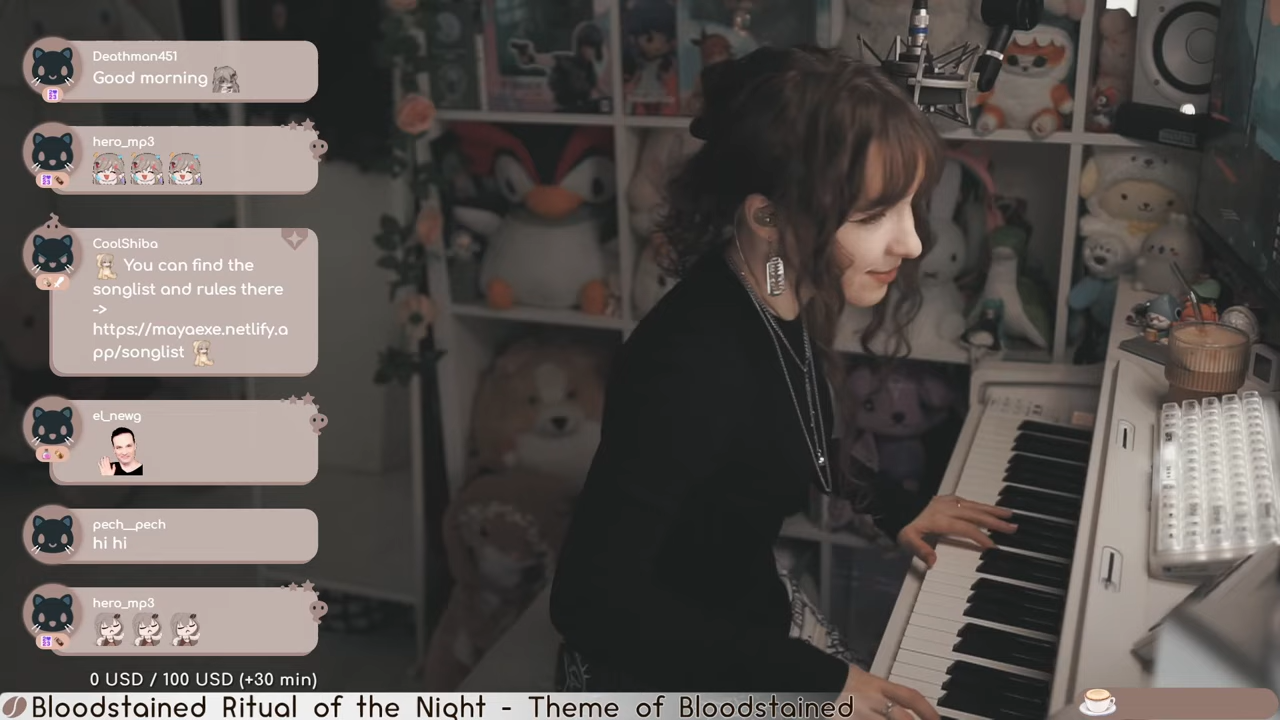 Deathman451
Good morning
hero_mp3
CoolShiba
You can find the
songlist and rules there
->
https://mayaexe.netlify.a
pp/songlist
el_newg
pech__pech
hi hi
hero_mp3
0 USD / 100 USD (+30 min)
Bloodstained Ritual of the Night - Theme of Bloodstained